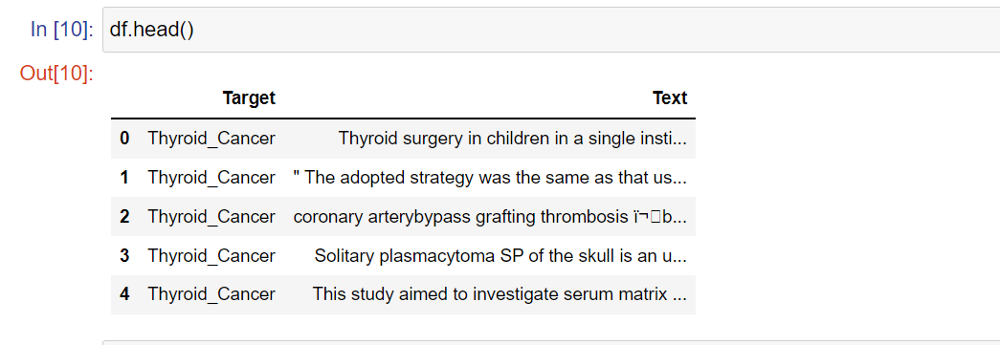 In [10]: df.head()
Out[10]:
Target Text
0 Thyroid_Cancer Thyroid surgery in children in a single insti...
1 Thyroid_Cancer " The adopted strategy was the same as that us...
2 Thyroid_Cancer coronary arterybypass grafting thrombosis ï¬□b...
3 Thyroid_Cancer Solitary plasmacytoma SP of the skull is an u...
4 Thyroid_Cancer This study aimed to investigate serum matrix ...